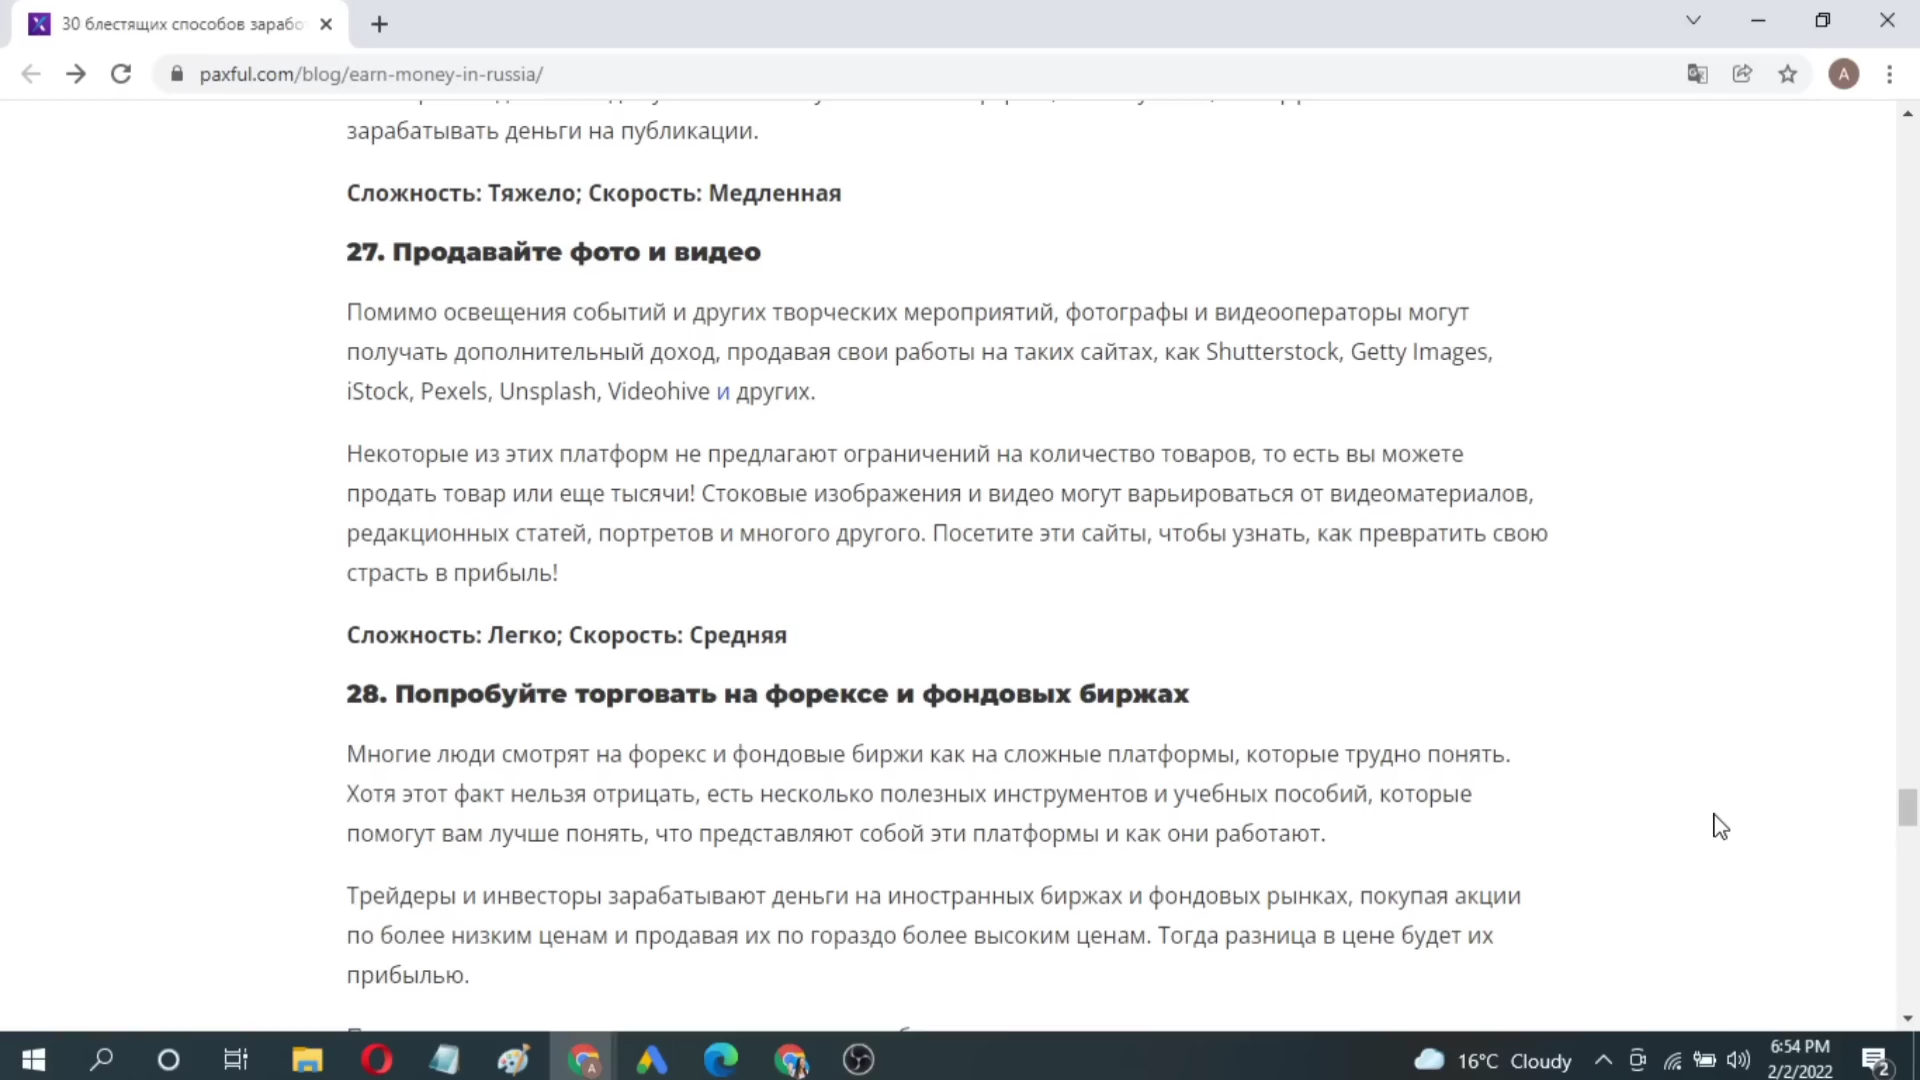 30 блестящих способов зарабо
paxful.com/blog/earn-money-in-russia/
A
зарабатывать деньги на публикации.
Сложность: Тяжело; Скорость: Медленная
27. Продавайте фото и видео
Помимо освещения событий и других творческих мероприятий, фотографы и видеооператоры могут
получать дополнительный доход, продавая свои работы на таких сайтах, как Shutterstock, Getty Images,
iStock, Pexels, Unsplash, Videohive и других.
Некоторые из этих платформ не предлагают ограничений на количество товаров, то есть вы можете
продать товар или еще тысячи! Стоковые изображения и видео могут варьироваться от видеоматериалов,
редакционных статей, портретов и многого другого. Посетите эти сайты, чтобы узнать, как превратить свою
страсть в прибыль!
Сложность: Легко; Скорость: Средняя
28. Попробуйте торговать на форексе и фондовых биржах
Многие люди смотрят на форекс и фондовые биржи как на сложные платформы, которые трудно понять.
Хотя этот факт нельзя отрицать, есть несколько полезных инструментов и учебных пособий, которые
помогут вам лучше понять, что представляют собой эти платформы и как они работают.
Трейдеры и инвесторы зарабатывают деньги на иностранных биржах и фондовых рынках, покупая акции
по более низким ценам и продавая их по гораздо более высоким ценам. Тогда разница в цене будет их
прибылью.
16°C Cloudy
6:54 PM
2/2/2022
2